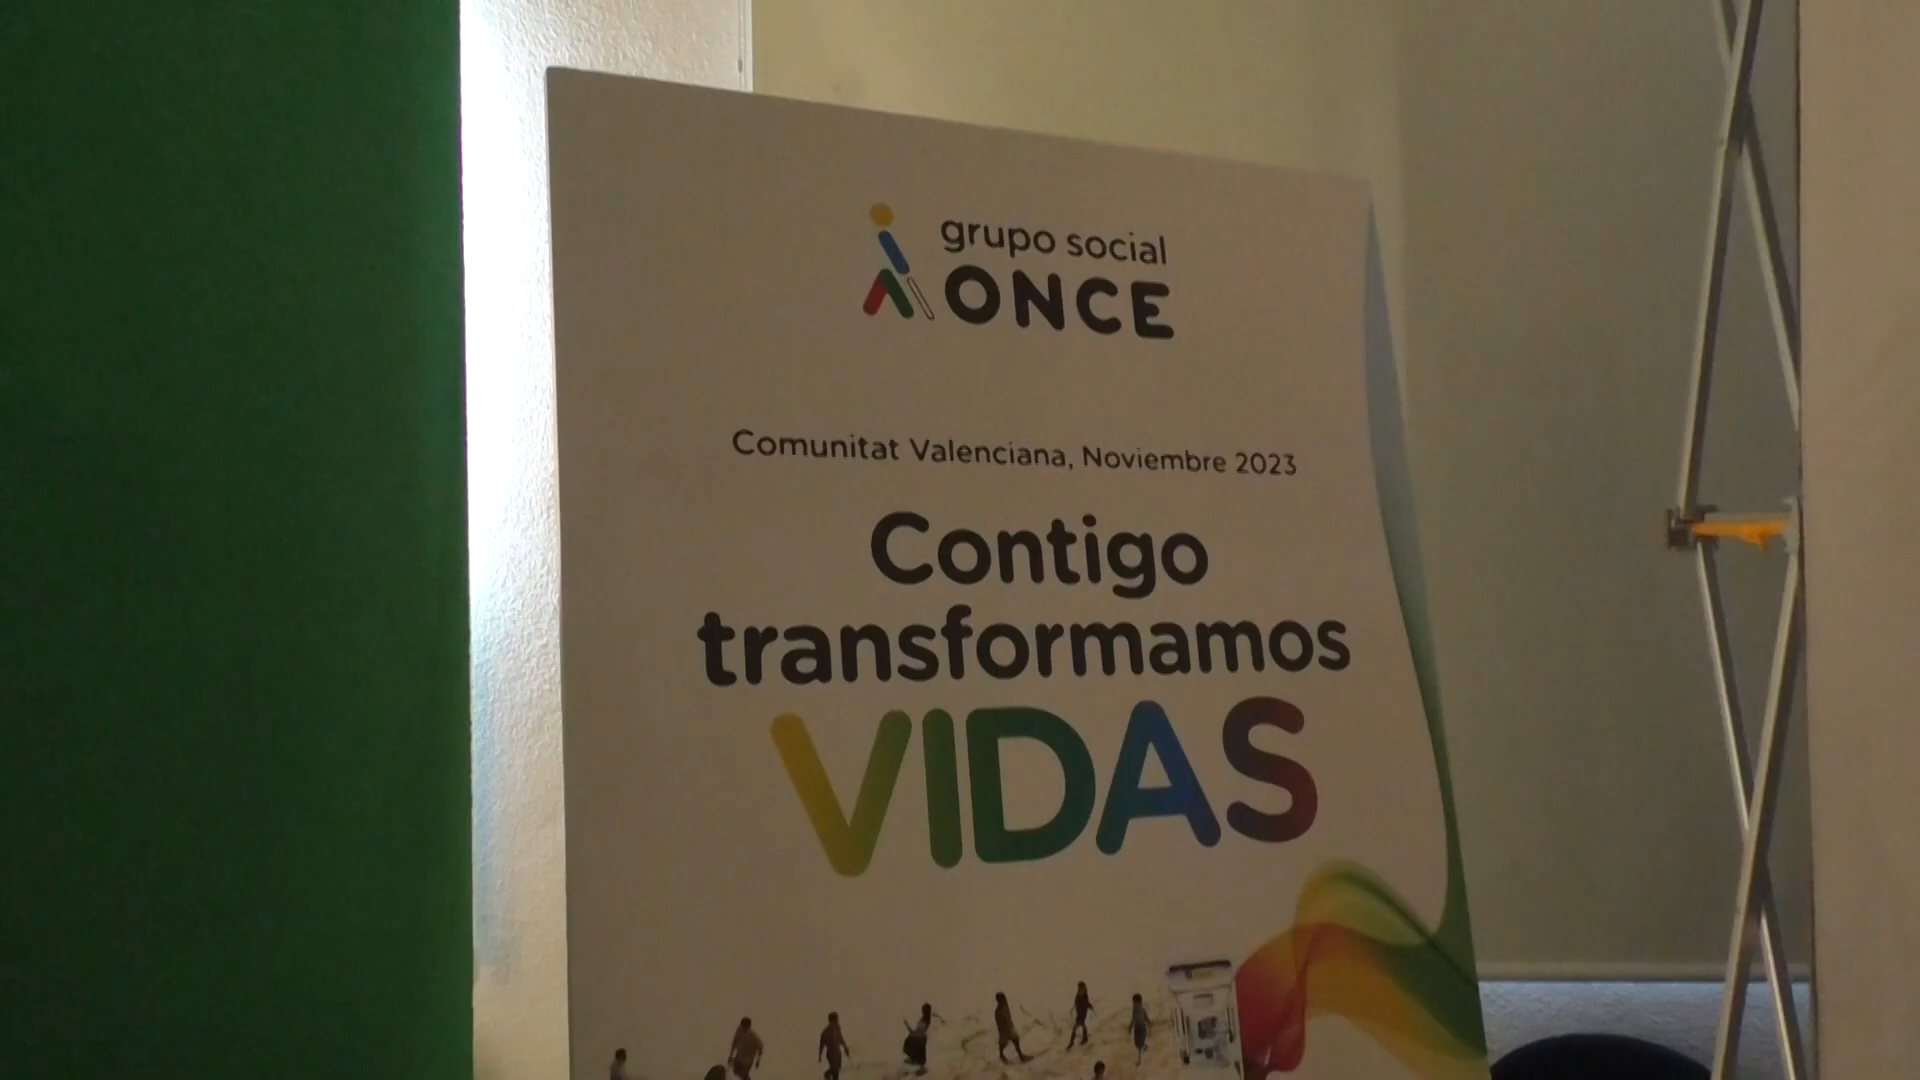 grupo social
ONCE
Comunitat Valenciana, Noviembre 2023
Contigo
transformamos
VIDAS